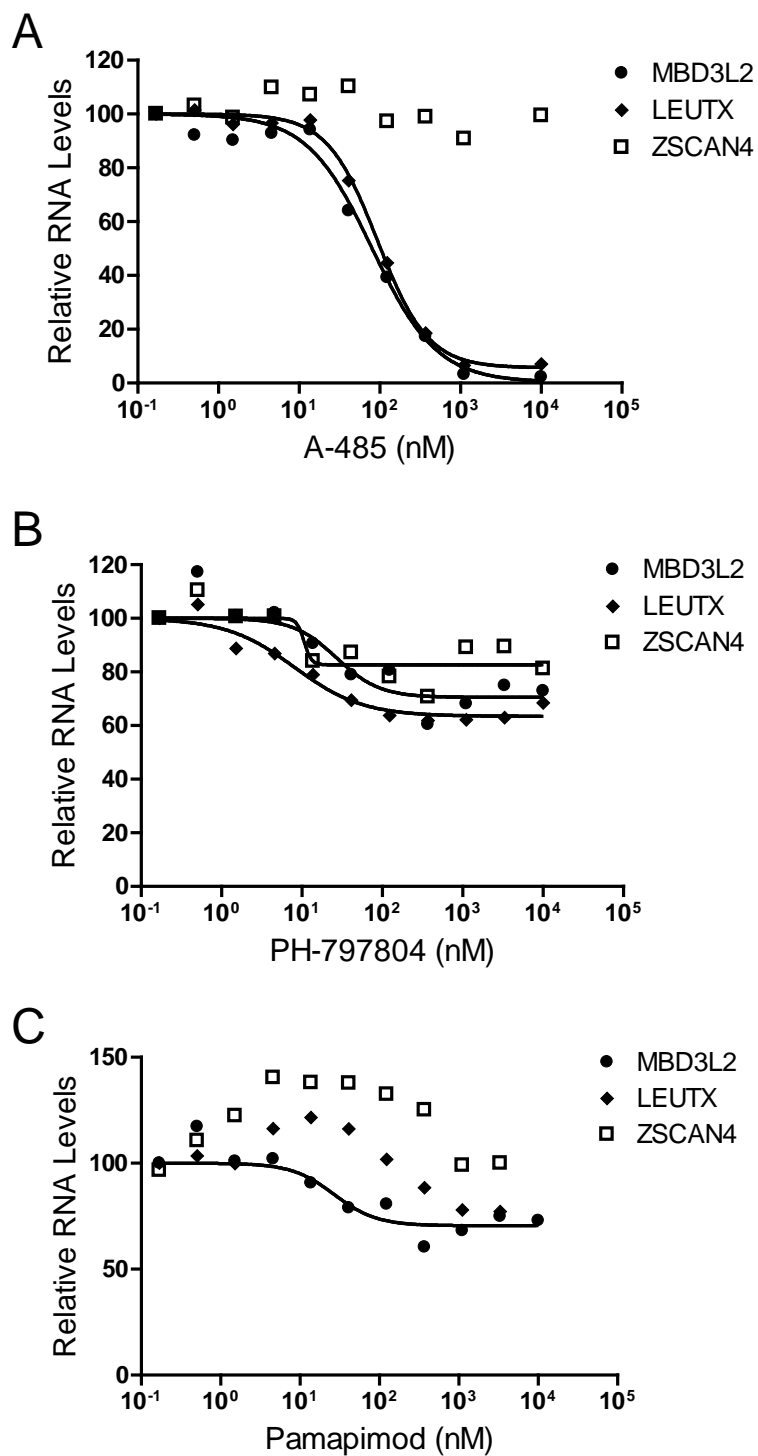 A
Relative RNA Levels
120
100
80
60
40
20
0
10⁻¹ 10⁰ 10¹ 10² 10³ 10⁴ 10⁵
A-485 (nM)
MBD3L2
LEUTX
ZSCAN4
B
Relative RNA Levels
120
100
80
60
40
20
0
10⁻¹ 10⁰ 10¹ 10² 10³ 10⁴ 10⁵
PH-797804 (nM)
MBD3L2
LEUTX
ZSCAN4
C
Relative RNA Levels
150
100
50
0
10⁻¹ 10⁰ 10¹ 10² 10³ 10⁴ 10⁵
Pamapimod (nM)
MBD3L2
LEUTX
ZSCAN4